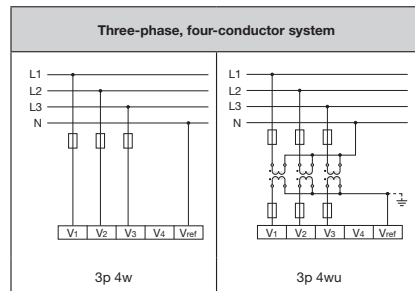 Three-phase, four-conductor system
L1
L2
L3
N
V1 V2 V3 V4 Vref
3p 4w
L1
L2
L3
N
V1 V2 V3 V4 Vref
3p 4wu